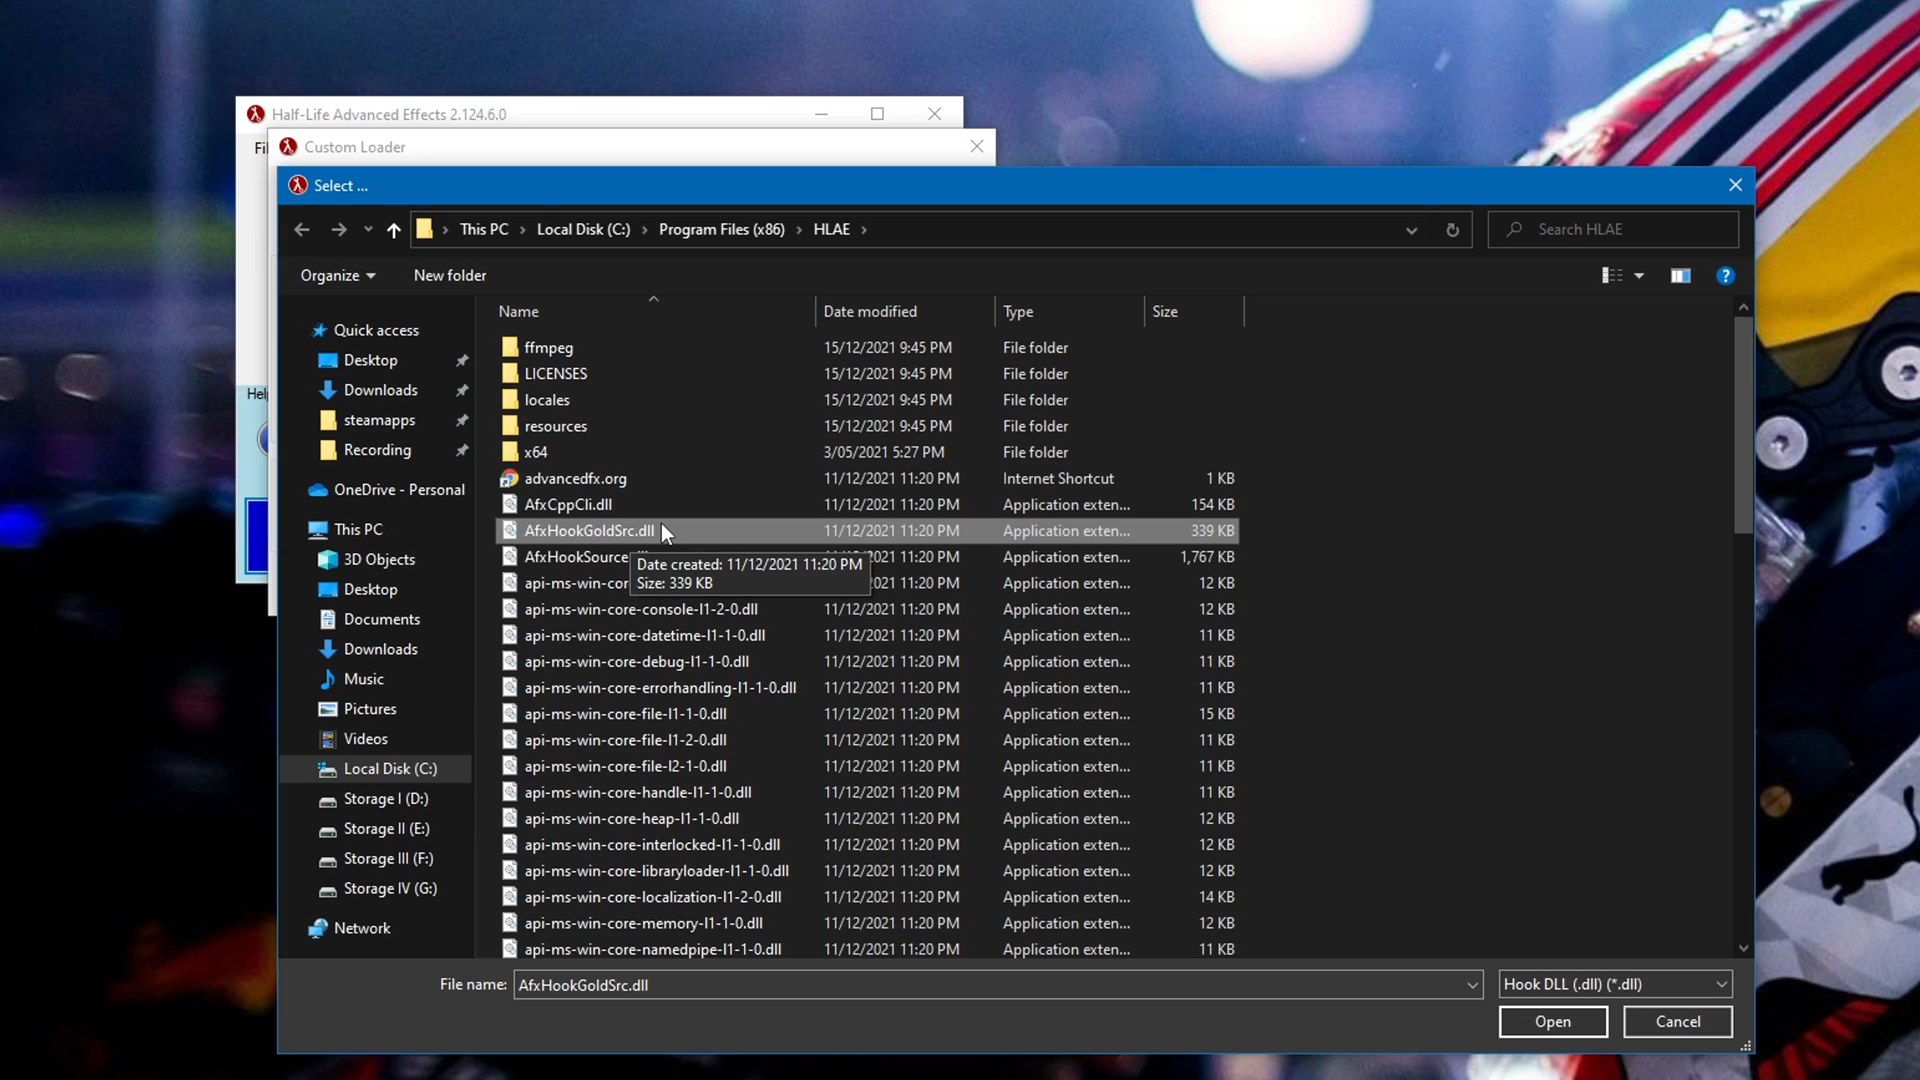 Half-Life Advanced Effects 2.124.6.0
Fil
Custom Loader
Select ...
This PC > Local Disk (C:) > Program Files (x86) > HLAE >
Search HLAE
Organize
New folder
Name
Date modified
Type
Size
Quick access
Desktop
Downloads
steamapps
Recording
OneDrive - Personal
This PC
3D Objects
Desktop
Documents
Downloads
Music
Pictures
Videos
Local Disk (C:)
Storage I (D:)
Storage II (E:)
Storage III (F:)
Storage IV (G:)
Network
Help
ffmpeg 15/12/2021 9:45 PM File folder
LICENSES 15/12/2021 9:45 PM File folder
locales 15/12/2021 9:45 PM File folder
resources 15/12/2021 9:45 PM File folder
x64 3/05/2021 5:27 PM File folder
advancedfx.org 11/12/2021 11:20 PM Internet Shortcut 1 KB
AfxCppCli.dll 11/12/2021 11:20 PM Application exten... 154 KB
AfxHookGoldSrc.dll 11/12/2021 11:20 PM Application exten... 339 KB
AfxHookSource 2021 11:20 PM Application exten... 1,767 KB
Date created: 11/12/2021 11:20 PM
Size: 339 KB
api-ms-win-cor 2021 11:20 PM Application exten... 12 KB
api-ms-win-core-console-l1-2-0.dll 11/12/2021 11:20 PM Application exten... 12 KB
api-ms-win-core-datetime-l1-1-0.dll 11/12/2021 11:20 PM Application exten... 11 KB
api-ms-win-core-debug-l1-1-0.dll 11/12/2021 11:20 PM Application exten... 11 KB
api-ms-win-core-errorhandling-l1-1-0.dll 11/12/2021 11:20 PM Application exten... 11 KB
api-ms-win-core-file-l1-1-0.dll 11/12/2021 11:20 PM Application exten... 15 KB
api-ms-win-core-file-l1-2-0.dll 11/12/2021 11:20 PM Application exten... 11 KB
api-ms-win-core-file-l2-1-0.dll 11/12/2021 11:20 PM Application exten... 11 KB
api-ms-win-core-handle-l1-1-0.dll 11/12/2021 11:20 PM Application exten... 11 KB
api-ms-win-core-heap-l1-1-0.dll 11/12/2021 11:20 PM Application exten... 12 KB
api-ms-win-core-interlocked-l1-1-0.dll 11/12/2021 11:20 PM Application exten... 12 KB
api-ms-win-core-libraryloader-l1-1-0.dll 11/12/2021 11:20 PM Application exten... 12 KB
api-ms-win-core-localization-l1-2-0.dll 11/12/2021 11:20 PM Application exten... 14 KB
api-ms-win-core-memory-l1-1-0.dll 11/12/2021 11:20 PM Application exten... 12 KB
api-ms-win-core-namedpipe-l1-1-0.dll 11/12/2021 11:20 PM Application exten... 11 KB
File name: AfxHookGoldSrc.dll
Hook DLL (.dll) (*.dll)
Open
Cancel